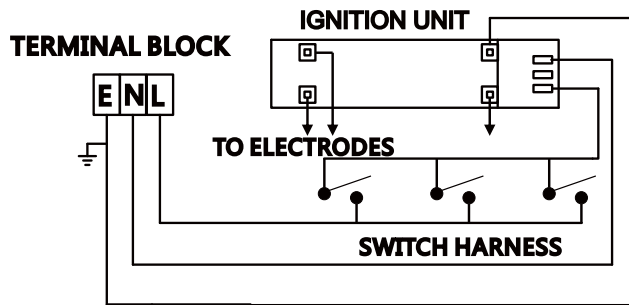 IGNITION UNIT
TERMINAL BLOCK
E N L
TO ELECTRODES
SWITCH HARNESS